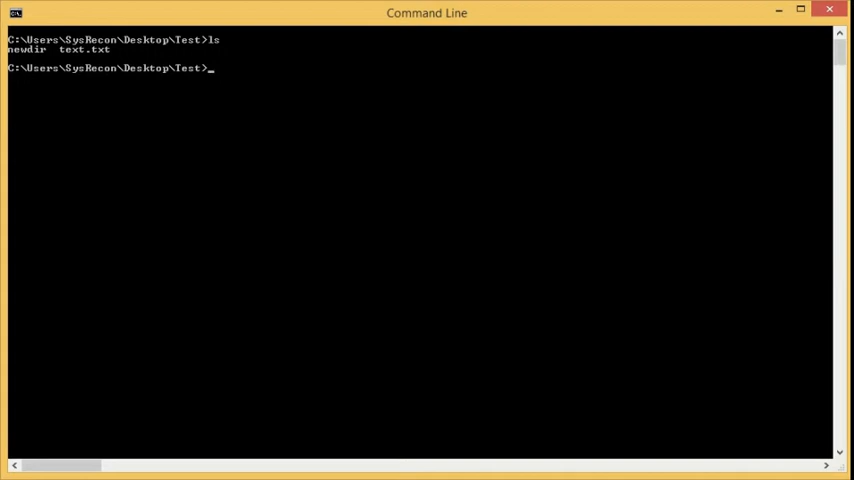 Command Line
C:\Users\SysRecon\Desktop\Test>ls
newdir  text.txt
C:\Users\SysRecon\Desktop\Test>_